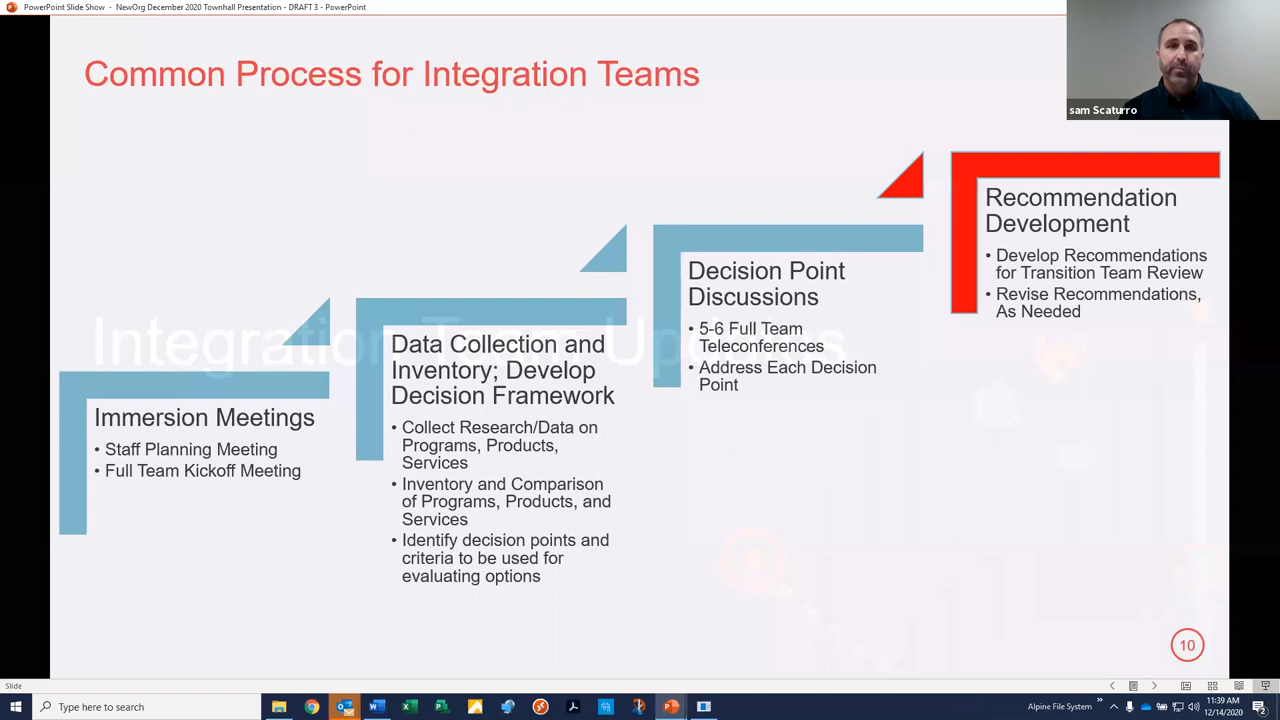 PowerPoint Slide Show - NewOrg December 2020 Townhall Presentation - DRAFT 3 - PowerPoint
Common Process for Integration Teams
sam Scaturro
Integration Team Updates
Immersion Meetings
• Staff Planning Meeting
• Full Team Kickoff Meeting
Data Collection and
Inventory; Develop
Decision Framework
• Collect Research/Data on
Programs, Products,
Services
• Inventory and Comparison
of Programs, Products, and
Services
• Identify decision points and
criteria to be used for
evaluating options
Decision Point
Discussions
• 5-6 Full Team
Teleconferences
• Address Each Decision
Point
Recommendation
Development
• Develop Recommendations
for Transition Team Review
• Revise Recommendations,
As Needed
10
Slide
Type here to search
Alpine File System
11:39 AM
12/14/2020
2